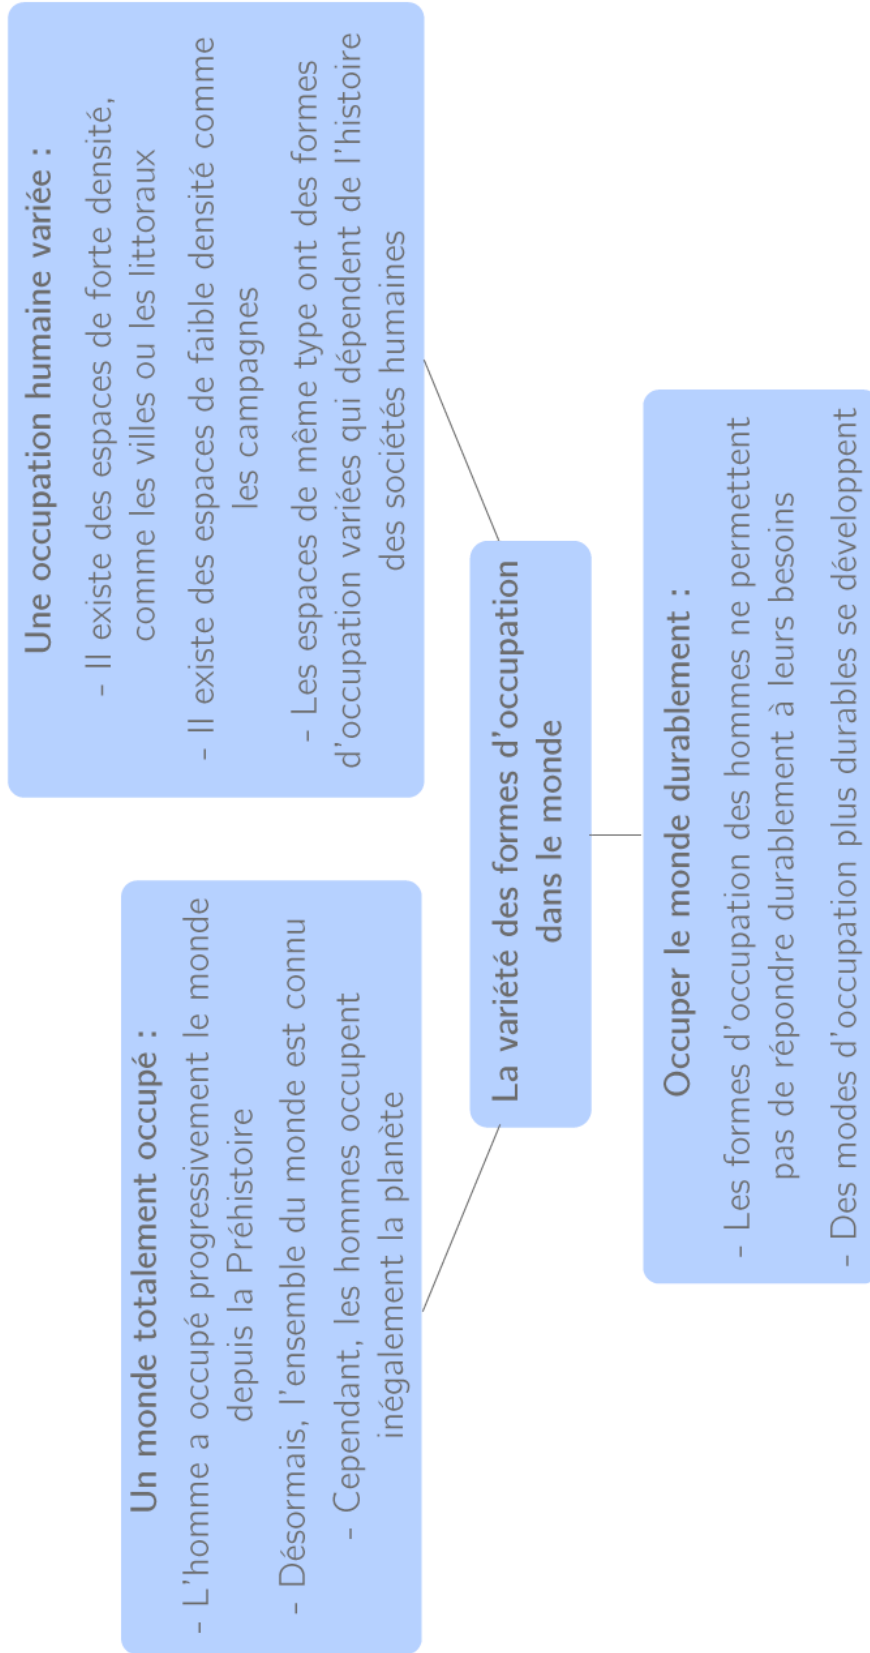 Un monde totalement occupé :
- L'homme a occupé progressivement le monde
depuis la Préhistoire
- Désormais, l'ensemble du monde est connu
- Cependant, les hommes occupent
inégalement la planète
Une occupation humaine variée :
- Il existe des espaces de forte densité,
comme les villes ou les littoraux
- Il existe des espaces de faible densité comme
les campagnes
- Les espaces de même type ont des formes
d'occupation variées qui dépendent de l'histoire
des sociétés humaines
La variété des formes d'occupation
dans le monde
Occuper le monde durablement :
- Les formes d'occupation des hommes ne permettent
pas de répondre durablement à leurs besoins
- Des modes d'occupation plus durables se développent